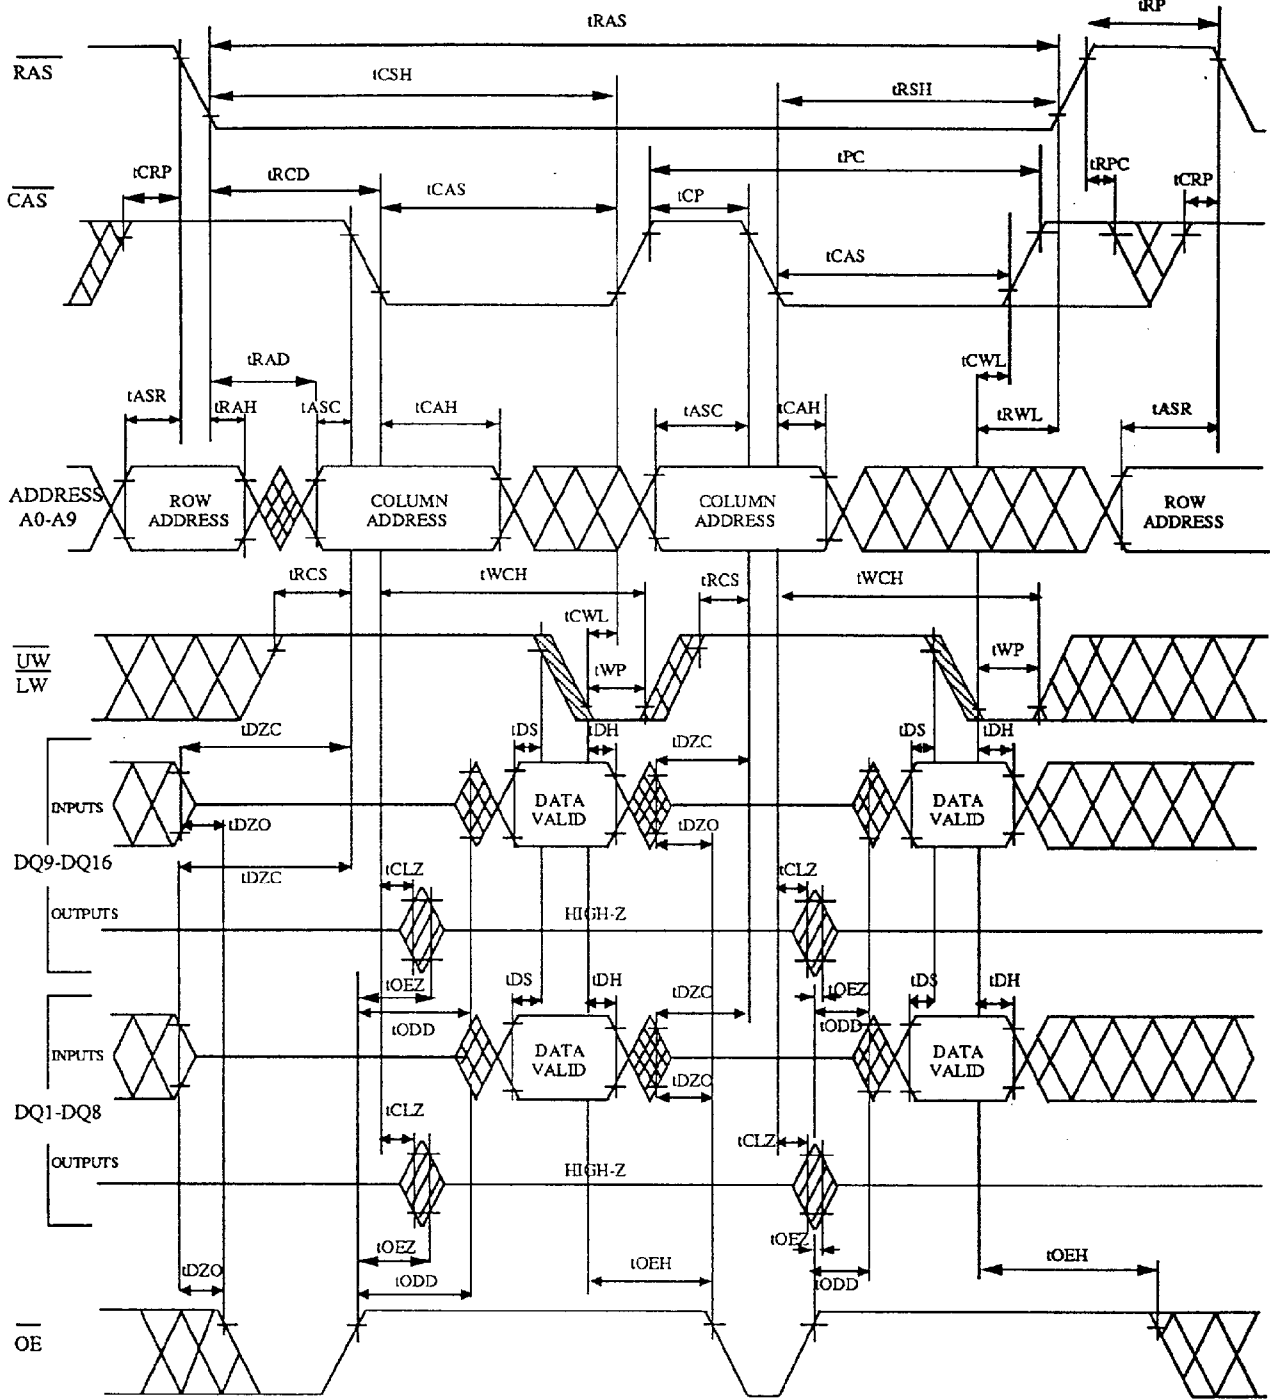 tRAS
tRP
RAS
tCSH
tRSH
tPC
tRPC
tCRP
tRCD
tCAS
tCP
tCRP
CAS
tCAS
tRAD
tCWL
tASR
tRAH
tASC
tCAH
tASC
tCAH
tRWL
tASR
ADDRESS
A0-A9
ROW
ADDRESS
COLUMN
ADDRESS
COLUMN
ADDRESS
ROW
ADDRESS
tRCS
tWCH
tRCS
tWCH
tCWL
UW
LW
tWP
tWP
tDZC
tDS
tDH
tDZC
tDS
tDH
INPUTS
DATA
VALID
DATA
VALID
tDZO
tDZO
DQ9-DQ16
tDZC
tCLZ
tCLZ
OUTPUTS
HIGH-Z
tOEZ
tDS
tDH
tDZC
tOEZ
tDS
tDH
tODD
tODD
INPUTS
DATA
VALID
DATA
VALID
tDZO
DQ1-DQ8
tCLZ
tCLZ
OUTPUTS
HIGH-Z
tOEZ
tOEZ
tDZO
tODD
tOEH
tODD
tOEH
OE